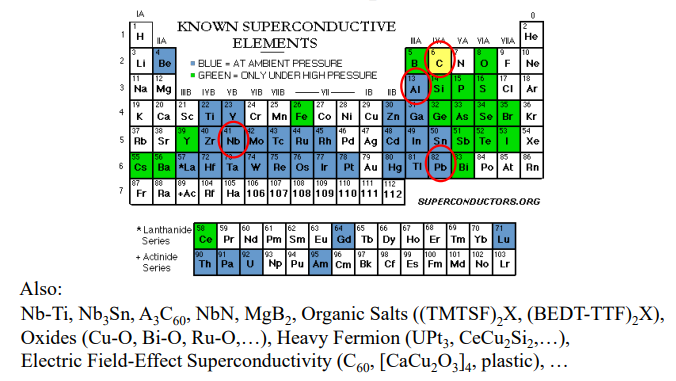 IA
0
KNOWN SUPERCONDUCTIVE
ELEMENTS
IIA
IIIA IVA VA VIA VIIA
BLUE = AT AMBIENT PRESSURE
GREEN = ONLY UNDER HIGH PRESSURE
IIIB IVB VB VIB VIIB — VII — IB IIB
1 2
1 H He
3 4 5 6 7 8 9 10
2 Li Be B C N O F Ne
11 12 13 14 15 16 17 18
3 Na Mg Al Si P S Cl Ar
19 20 21 22 23 24 25 26 27 28 29 30 31 32 33 34 35 36
4 K Ca Sc Ti V Cr Mn Fe Co Ni Cu Zn Ga Ge As Se Br Kr
37 38 39 40 41 42 43 44 45 46 47 48 49 50 51 52 53 54
5 Rb Sr Y Zr Nb Mo Tc Ru Rh Pd Ag Cd In Sn Sb Te I Xe
55 56 57 72 73 74 75 76 77 78 79 80 81 82 83 84 85 86
6 Cs Ba *La Hf Ta W Re Os Ir Pt Au Hg Tl Pb Bi Po At Rn
87 88 89 104 105 106 107 108 109 110 111 112
7 Fr Ra +Ac Rf Ha 106 107 108 109 110 111 112
SUPERCONDUCTORS.ORG
* Lanthanide
Series
58 59 60 61 62 63 64 65 66 67 68 69 70 71
Ce Pr Nd Pm Sm Eu Gd Tb Dy Ho Er Tm Yb Lu
+ Actinide
Series
90 91 92 93 94 95 96 97 98 99 100 101 102 103
Th Pa U Np Pu Am Cm Bk Cf Es Fm Md No Lr
Also:
Nb-Ti, Nb₃Sn, A₃C₆₀, NbN, MgB₂, Organic Salts ((TMTSF)₂X, (BEDT-TTF)₂X),
Oxides (Cu-O, Bi-O, Ru-O,…), Heavy Fermion (UPt₃, CeCu₂Si₂,…),
Electric Field-Effect Superconductivity (C₆₀, [CaCu₂O₃]₄, plastic), …